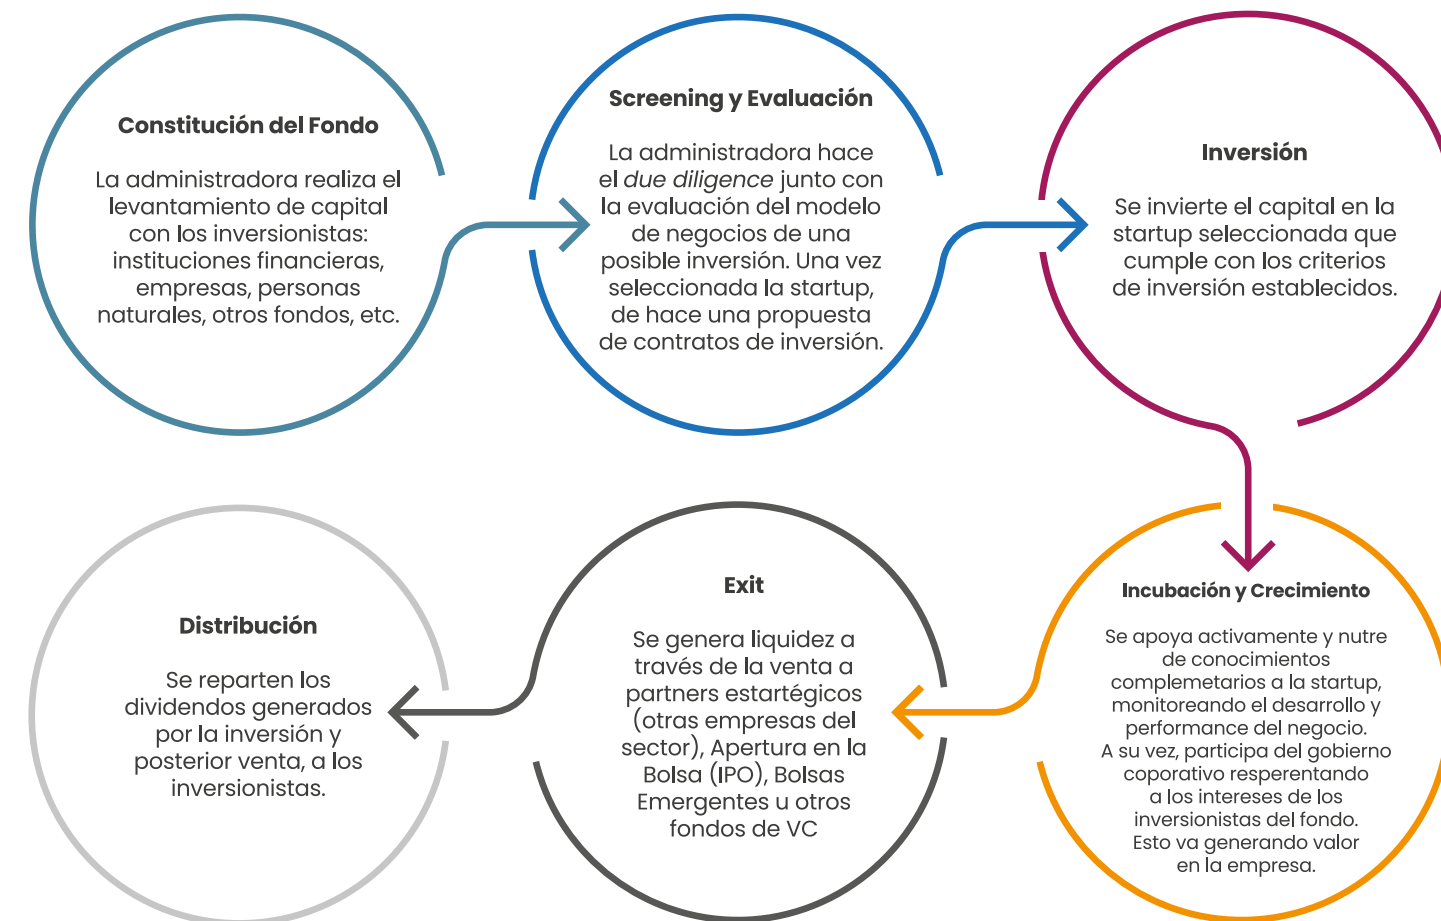 Constitución del Fondo
La administradora realiza el
levantamiento de capital
con los inversionistas:
instituciones financieras,
empresas, personas
naturales, otros fondos, etc.
Screening y Evaluación
La administradora hace
el due diligence junto con
la evaluación del modelo
de negocios de una
posible inversión. Una vez
seleccionada la startup,
de hace una propuesta
de contratos de inversión.
Inversión
Se invierte el capital en la
startup seleccionada que
cumple con los criterios
de inversión establecidos.
Incubación y Crecimiento
Se apoya activamente y nutre
de conocimientos
complemetarios a la startup,
monitoreando el desarrollo y
performance del negocio.
A su vez, participa del gobierno
coporativo resperentando
a los intereses de los
inversionistas del fondo.
Esto va generando valor
en la empresa.
Exit
Se genera liquidez a
través de la venta a
partners estartégicos
(otras empresas del
sector), Apertura en la
Bolsa (IPO), Bolsas
Emergentes u otros
fondos de VC
Distribución
Se reparten los
dividendos generados
por la inversión y
posterior venta, a los
inversionistas.